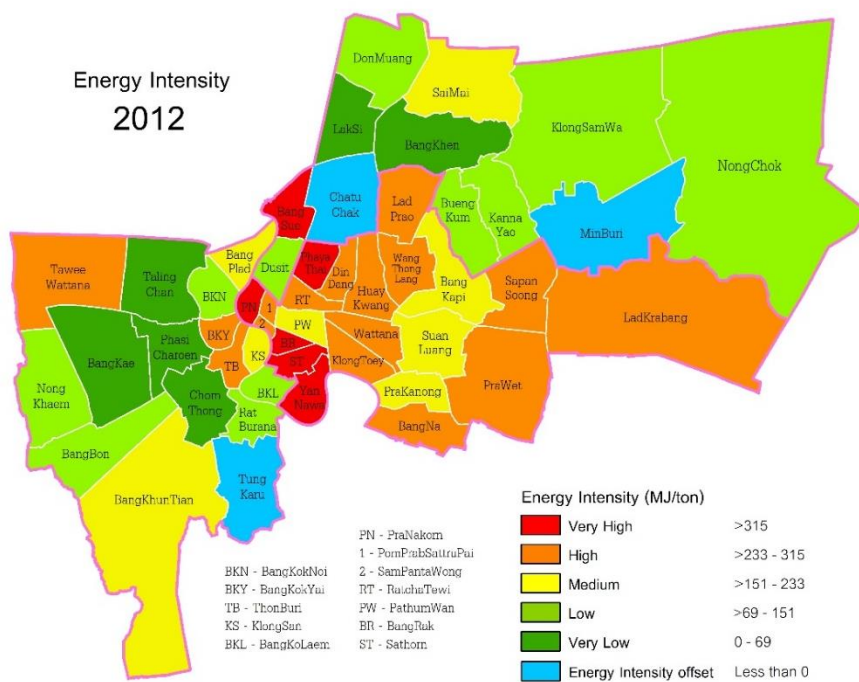 Energy Intensity
2012
DonMuang
SaiMai
LakSi
BangKhen
KlongSamWa
NongChok
Bang
Sue
Chatu
Chak
Lad
Prao
Bueng
Kum
Kanna
Yao
MinBuri
Tawee
Wattana
Taling
Chan
Bang
Plad
Dusit
Phaya
Thai
Din
Dang
Huay
Kwang
Wang
Thong
Lang
Bang
Kapi
Sapan
Soong
LadKrabang
BKN
PN
1
2
RT
PW
BR
ST
Wattana
KlongToey
Suan
Luang
PraWet
BangKae
Phasi
Charoen
BKY
TB
KS
BKL
Yan
Nawa
PraKanong
BangNa
Nong
Khaem
Chom
Thong
Rat
Burana
BangBon
BangKhunTian
Tung
Karu
PN - PraNakorn
1 - PomPrabSattruPai
BKN - BangKokNoi
2 - SamPantaWong
BKY - BangKokYai
RT - RatchaTewi
TB - ThonBuri
PW - PathumWan
KS - KlongSan
BR - BangRak
BKL - BangKoLaem
ST - Sathorn
Energy Intensity (MJ/ton)
Very High >315
High >233 - 315
Medium >151 - 233
Low >69 - 151
Very Low 0 - 69
Energy Intensity offset Less than 0